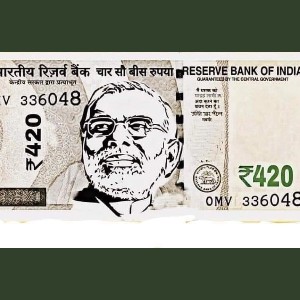 भारतीय रिज़र्व बैंक चार सौ बीस रुपया RESERVE BANK OF INDIA
केन्द्रीय सरकार द्वारा प्रत्याभूत GUARANTEED BY THE CENTRAL GOVERNMENT
0MV 336048
₹420
₹420
0MV 336048